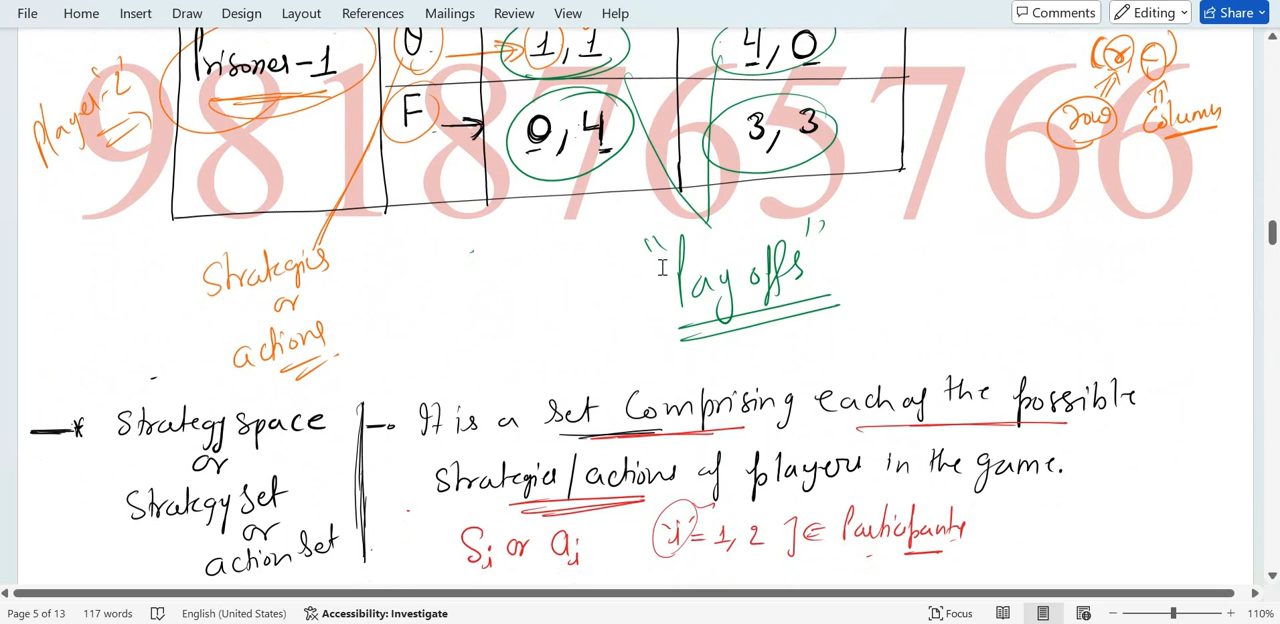 File Home Insert Draw Design Layout References Mailings Review View Help Comments Editing Share
Prisoner-1 1, 1 4, 0
Player-2
F 0, 4 3, 3
row Column
9818765766
Strategies
or
actions
"Payoffs"
Strategy space
or
Strategy Set
or
action Set
It is a Set Comprising each of the possible
Strategies/actions of players in the game.
Si or ai 'i' = 1, 2 ] ∈ Participants
Page 5 of 13 117 words English (United States) Accessibility: Investigate Focus 110%